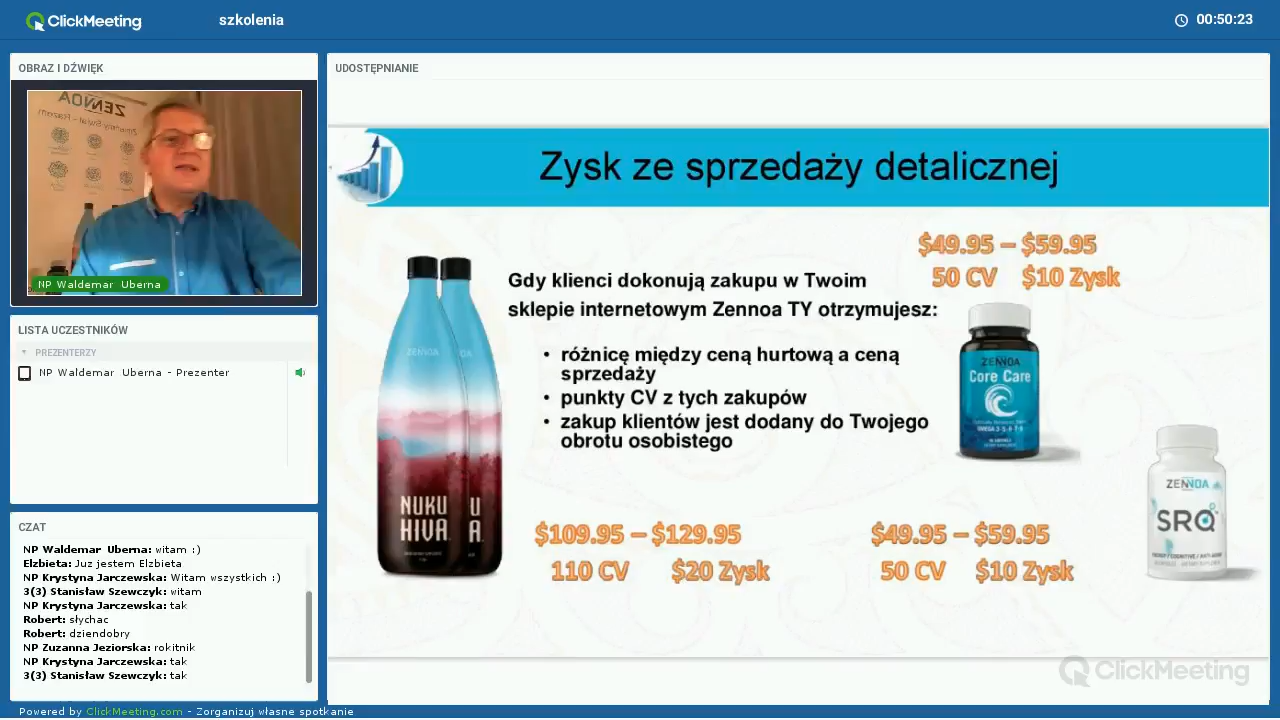 ClickMeeting
szkolenia
00:50:23
OBRAZ I DŹWIĘK
ZENNOA
NP Waldemar Uberna
LISTA UCZESTNIKÓW
PREZENTERZY
NP Waldemar Uberna - Prezenter
CZAT
NP Waldemar Uberna: witam :)
Elzbieta: Juz jestem Elzbieta
NP Krystyna Jarczewska: Witam wszystkich :)
3(3) Stanisław Szewczyk: witam
NP Krystyna Jarczewska: tak
Robert: słychac
Robert: dziendobry
NP Zuzanna Jeziorska: rokitnik
NP Krystyna Jarczewska: tak
3(3) Stanisław Szewczyk: tak
Powered by ClickMeeting.com - Zorganizuj własne spotkanie
UDOSTĘPNIANIE
Zysk ze sprzedaży detalicznej
$49.95 – $59.95
50 CV $10 Zysk
Gdy klienci dokonują zakupu w Twoim
sklepie internetowym Zennoa TY otrzymujesz:
• różnicę między ceną hurtową a ceną
sprzedaży
• punkty CV z tych zakupów
• zakup klientów jest dodany do Twojego
obrotu osobistego
ZENNOA
NUKU
HIVA
U
A
ZENNOA
Core Care
ZENNOA
SRQ
$109.95 – $129.95
110 CV $20 Zysk
$49.95 – $59.95
50 CV $10 Zysk
ClickMeeting